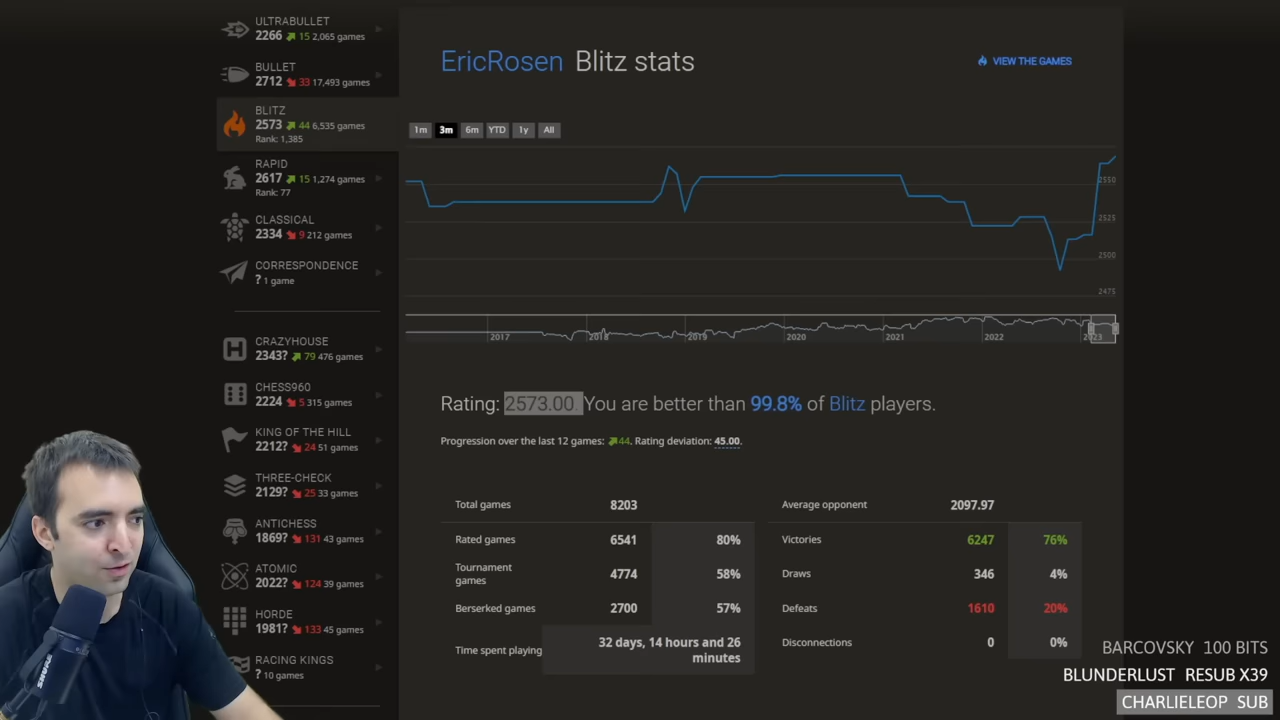 ULTRABULLET
2266 15 2,065 games
BULLET
2712 33 17,493 games
BLITZ
2573 44 6,535 games
Rank: 1,385
RAPID
2617 15 1,274 games
Rank: 77
CLASSICAL
2334 9 212 games
CORRESPONDENCE
? 1 game
CRAZYHOUSE
2343? 79 476 games
CHESS960
2224 5 315 games
KING OF THE HILL
2212? 24 51 games
THREE-CHECK
2129? 25 33 games
ANTICHESS
1869? 131 43 games
ATOMIC
2022? 124 39 games
HORDE
1981? 133 45 games
RACING KINGS
? 10 games
EricRosen Blitz stats
VIEW THE GAMES
1m 3m 6m YTD 1y All
2550
2525
2500
2475
2017 2018 2019 2020 2021 2022 2023
Rating: 2573.00. You are better than 99.8% of Blitz players.
Progression over the last 12 games: 44. Rating deviation: 45.00.
Total games 8203
Rated games 6541 80%
Tournament
games 4774 58%
Berserked games 2700 57%
Time spent playing 32 days, 14 hours and 26
minutes
Average opponent 2097.97
Victories 6247 76%
Draws 346 4%
Defeats 1610 20%
Disconnections 0 0%
BARCOVSKY 100 BITS
BLUNDERLUST RESUB X39
CHARLIELEOP SUB
SHURE